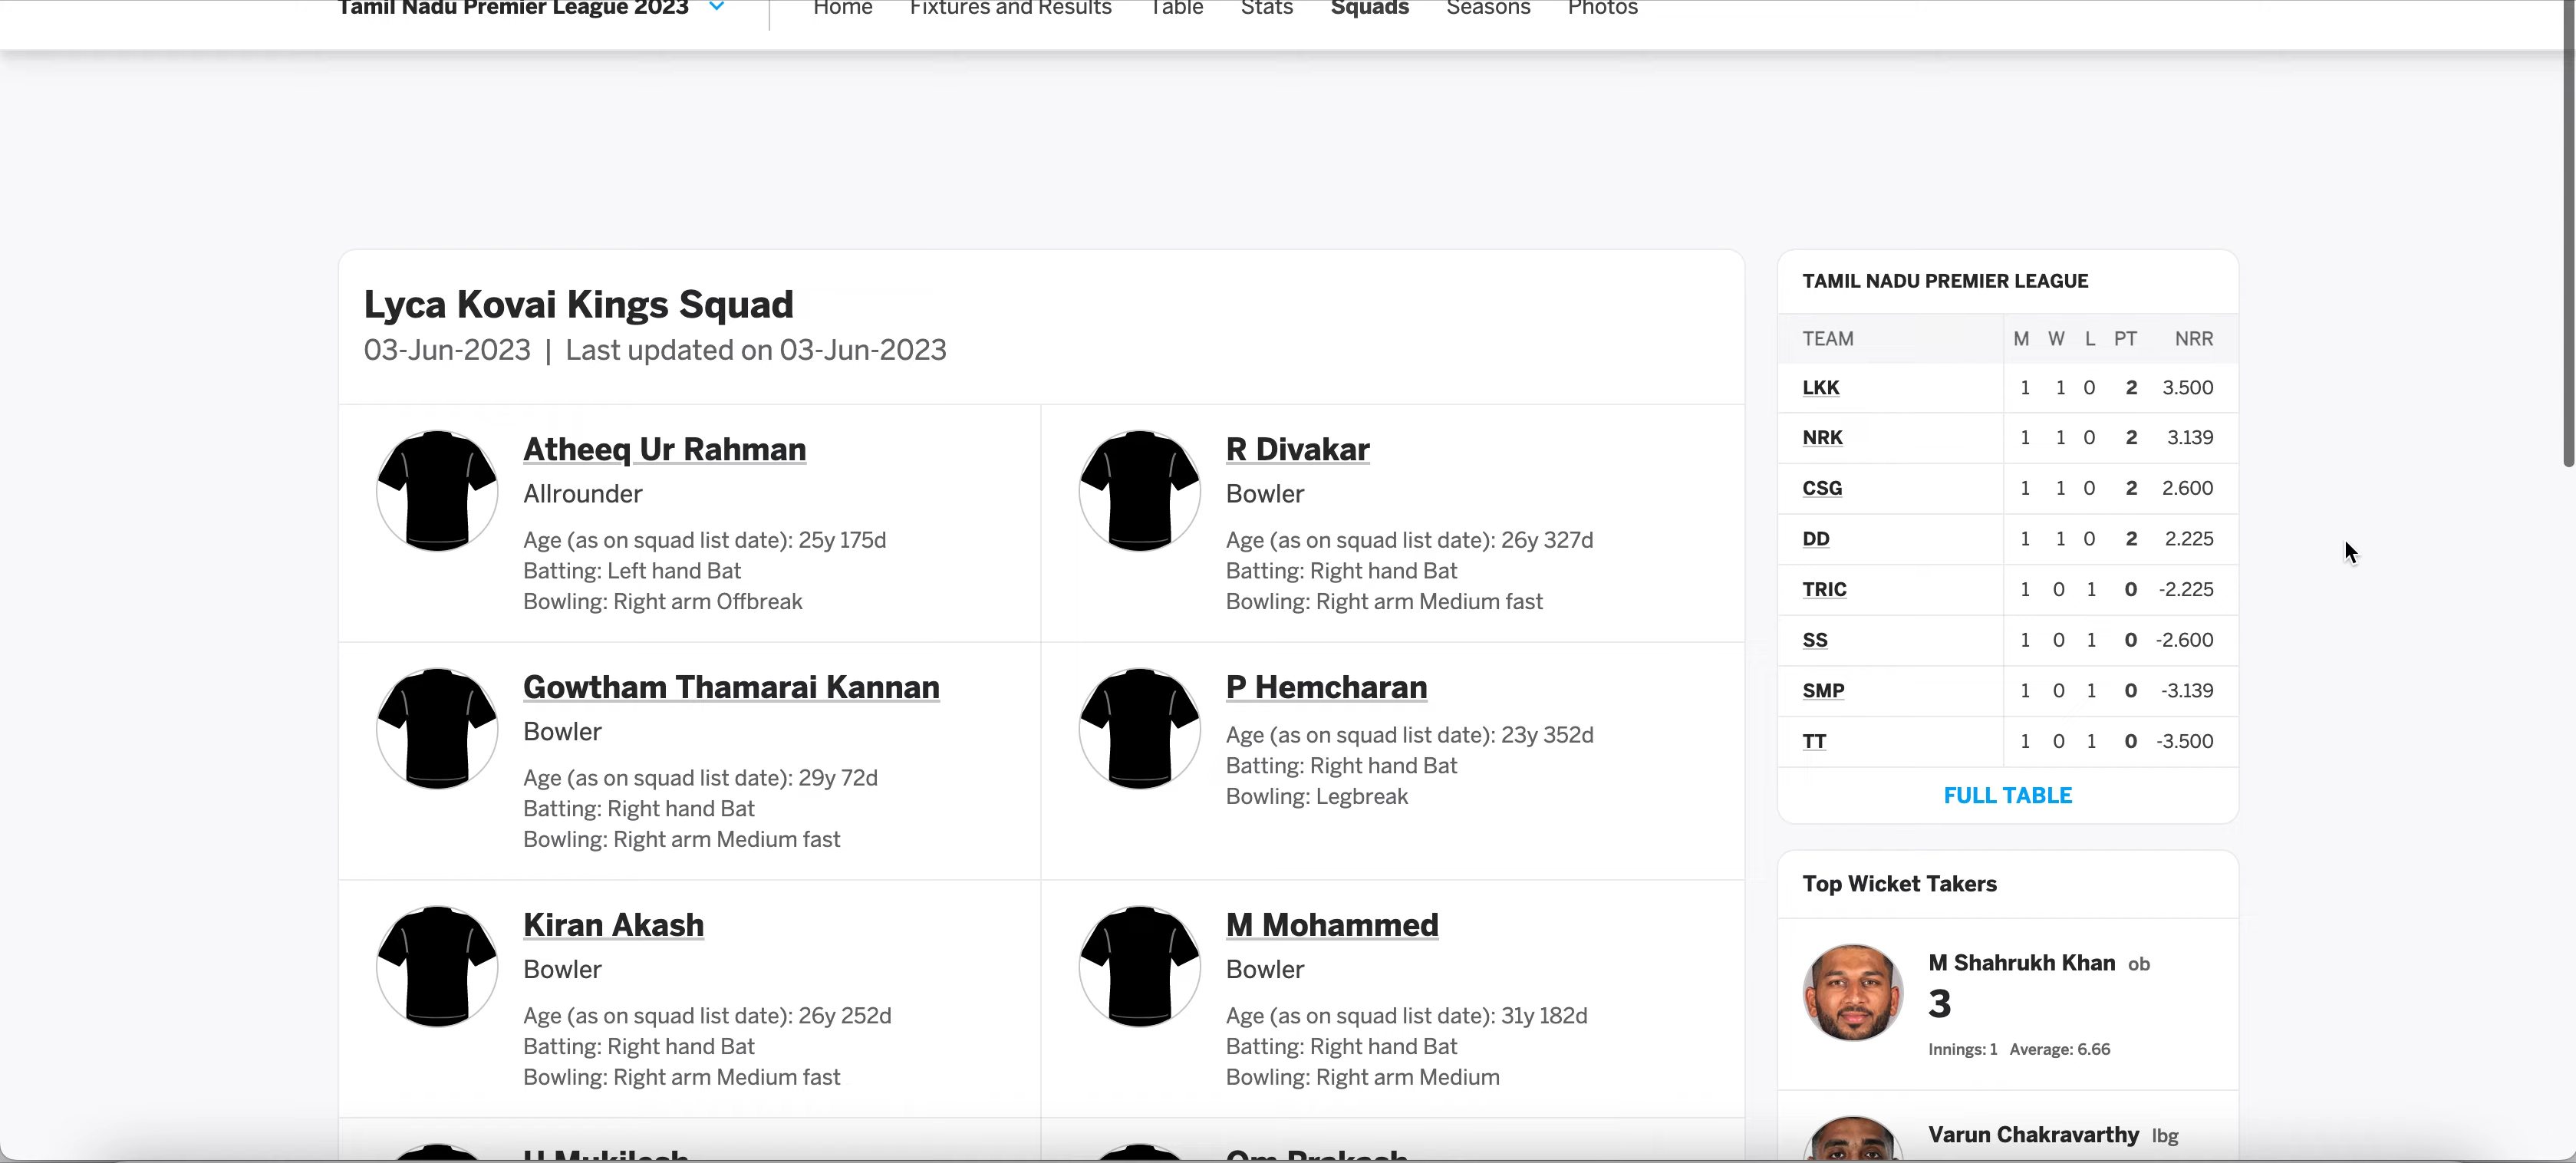 Tamil Nadu Premier League 2023 Home Fixtures and Results Table Stats Squads Seasons Photos
Lyca Kovai Kings Squad
03-Jun-2023 | Last updated on 03-Jun-2023
Atheeq Ur Rahman
Allrounder
Age (as on squad list date): 25y 175d
Batting: Left hand Bat
Bowling: Right arm Offbreak
R Divakar
Bowler
Age (as on squad list date): 26y 327d
Batting: Right hand Bat
Bowling: Right arm Medium fast
Gowtham Thamarai Kannan
Bowler
Age (as on squad list date): 29y 72d
Batting: Right hand Bat
Bowling: Right arm Medium fast
P Hemcharan
Age (as on squad list date): 23y 352d
Batting: Right hand Bat
Bowling: Legbreak
Kiran Akash
Bowler
Age (as on squad list date): 26y 252d
Batting: Right hand Bat
Bowling: Right arm Medium fast
M Mohammed
Bowler
Age (as on squad list date): 31y 182d
Batting: Right hand Bat
Bowling: Right arm Medium
U Mukilesh
Om Prakash
TAMIL NADU PREMIER LEAGUE
TEAM M W L PT NRR
LKK 1 1 0 2 3.500
NRK 1 1 0 2 3.139
CSG 1 1 0 2 2.600
DD 1 1 0 2 2.225
TRIC 1 0 1 0 -2.225
SS 1 0 1 0 -2.600
SMP 1 0 1 0 -3.139
TT 1 0 1 0 -3.500
FULL TABLE
Top Wicket Takers
M Shahrukh Khan ob
3
Innings: 1 Average: 6.66
Varun Chakravarthy lbg